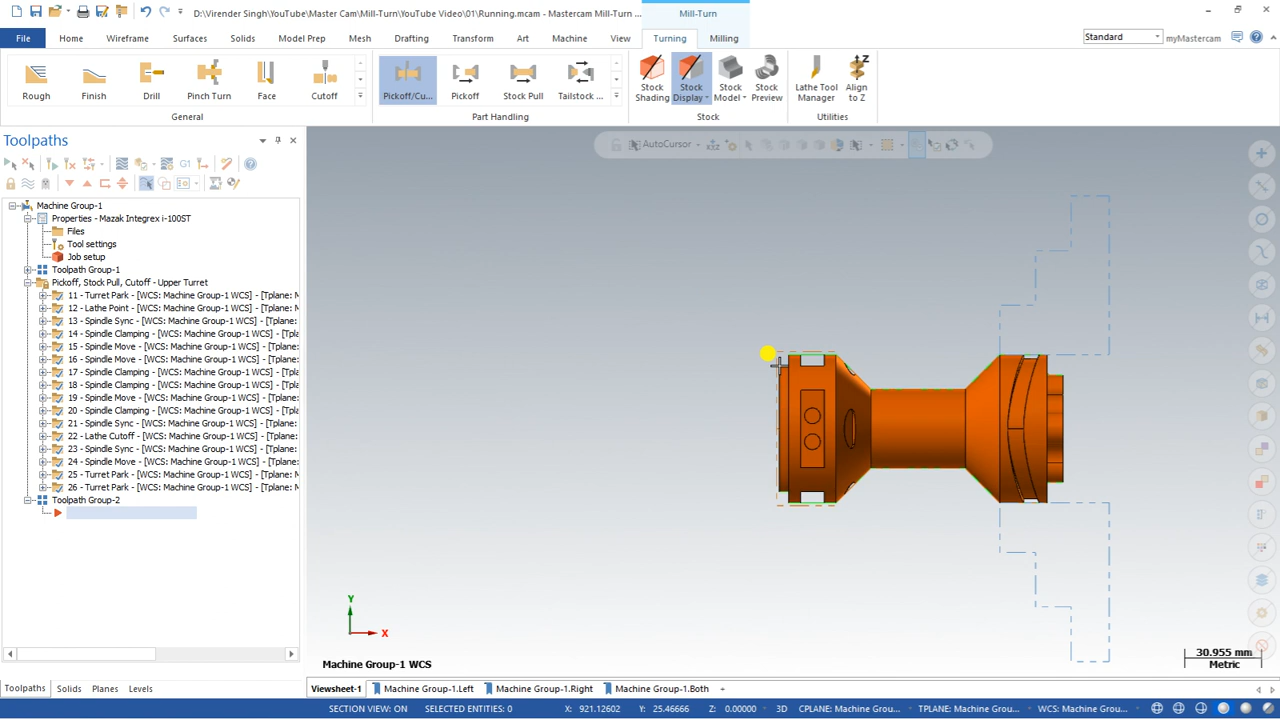 D:\Virender Singh\YouTube\Master Cam\Mill-Turn\YouTube Video\01\Running.mcam - Mastercam Mill-Turn ...
Mill-Turn
File Home Wireframe Surfaces Solids Model Prep Mesh Drafting Transform Art Machine View Turning Milling
Standard
myMastercam
Rough Finish Drill Pinch Turn Face Cutoff
Pickoff/Cu... Pickoff Stock Pull Tailstock ...
Stock Shading
Stock Display
Stock Model
Stock Preview
Lathe Tool Manager
Align to Z
General Part Handling Stock Utilities
Toolpaths
AutoCursor
G1
Machine Group-1
Properties - Mazak Integrex i-100ST
Files
Tool settings
Job setup
Toolpath Group-1
Pickoff, Stock Pull, Cutoff - Upper Turret
11 - Turret Park - [WCS: Machine Group-1 WCS] - [Tplane: M
12 - Lathe Point - [WCS: Machine Group-1 WCS] - [Tplane: M
13 - Spindle Sync - [WCS: Machine Group-1 WCS] - [Tplane:
14 - Spindle Clamping - [WCS: Machine Group-1 WCS] - [Tpla
15 - Spindle Move - [WCS: Machine Group-1 WCS] - [Tplane:
16 - Spindle Move - [WCS: Machine Group-1 WCS] - [Tplane:
17 - Spindle Clamping - [WCS: Machine Group-1 WCS] - [Tpla
18 - Spindle Clamping - [WCS: Machine Group-1 WCS] - [Tpla
19 - Spindle Move - [WCS: Machine Group-1 WCS] - [Tplane:
20 - Spindle Clamping - [WCS: Machine Group-1 WCS] - [Tpla
21 - Spindle Sync - [WCS: Machine Group-1 WCS] - [Tplane:
22 - Lathe Cutoff - [WCS: Machine Group-1 WCS] - [Tplane:
23 - Spindle Sync - [WCS: Machine Group-1 WCS] - [Tplane:
24 - Spindle Move - [WCS: Machine Group-1 WCS] - [Tplane:
25 - Turret Park - [WCS: Machine Group-1 WCS] - [Tplane: M
26 - Turret Park - [WCS: Machine Group-1 WCS] - [Tplane: M
Toolpath Group-2
Y
X
Machine Group-1 WCS
30.955 mm
Metric
Toolpaths Solids Planes Levels
Viewsheet-1 Machine Group-1.Left Machine Group-1.Right Machine Group-1.Both +
SECTION VIEW: ON SELECTED ENTITIES: 0 X: 921.12602 Y: 25.46666 Z: 0.00000 3D CPLANE: Machine Grou... TPLANE: Machine Grou... WCS: Machine Grou...